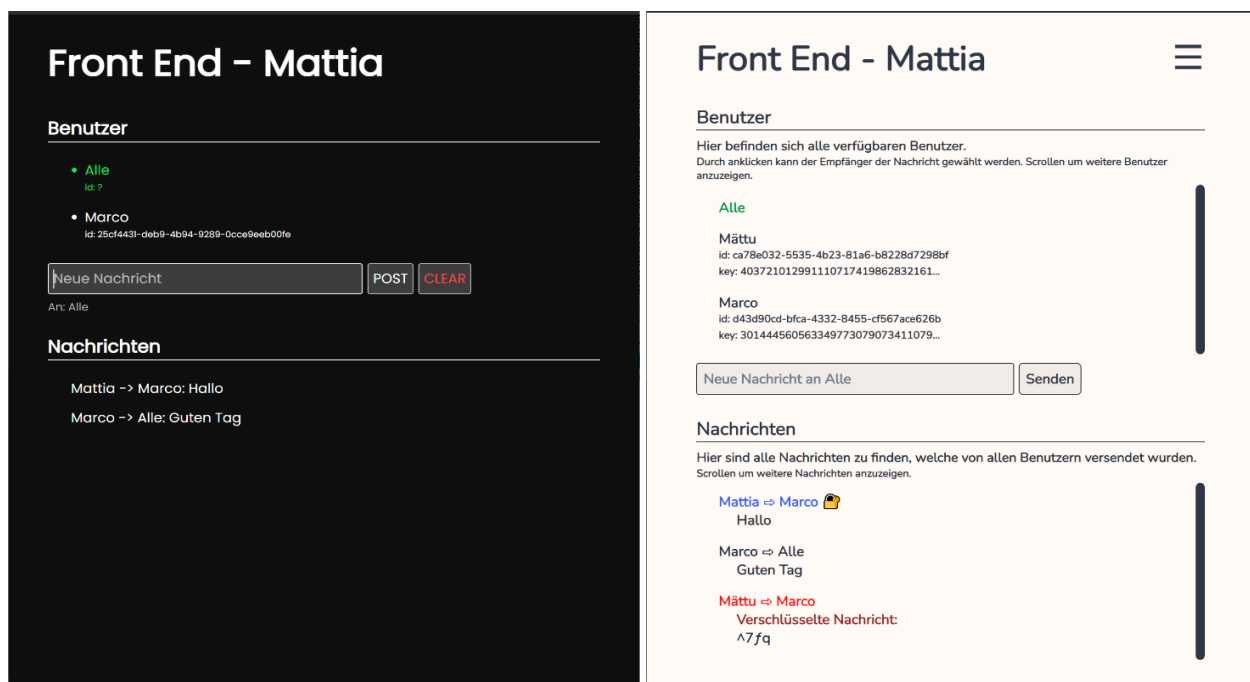 Front End - Mattia
Benutzer
Alle
id: ?
Marco
id: 25cf4431-deb9-4b94-9289-0cce9eeb00fe
Neue Nachricht
POST
CLEAR
An: Alle
Nachrichten
Mattia -> Marco: Hallo
Marco -> Alle: Guten Tag
Front End - Mattia
Benutzer
Hier befinden sich alle verfügbaren Benutzer.
Durch anklicken kann der Empfänger der Nachricht gewählt werden. Scrollen um weitere Benutzer
anzuzeigen.
Alle
Mättu
id: ca78e032-5535-4b23-81a6-b8228d7298bf
key: 403721012991110717419862832161...
Marco
id: d43d90cd-bfca-4332-8455-cf567ace626b
key: 301444560563349773079073411079...
Neue Nachricht an Alle
Senden
Nachrichten
Hier sind alle Nachrichten zu finden, welche von allen Benutzern versendet wurden.
Scrollen um weitere Nachrichten anzuzeigen.
Mattia ⇨ Marco 🔐
Hallo
Marco ⇨ Alle
Guten Tag
Mättu ⇨ Marco
Verschlüsselte Nachricht:
^7ƒq